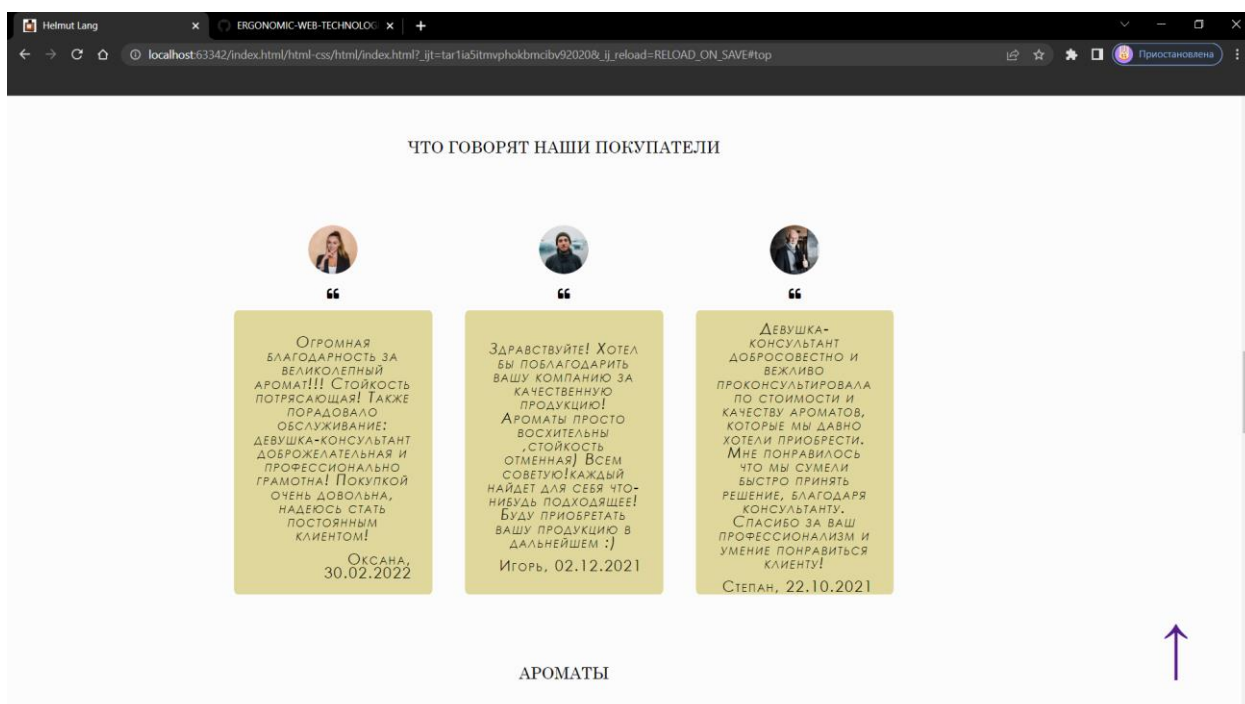 Helmut Lang
ERGONOMIC-WEB-TECHNOLOG
localhost:63342/index.html/html-css/html/index.html?_ijt=tar1ia5itmvphokbmcibv92020&_ij_reload=RELOAD_ON_SAVE#top
Приостановлена
ЧТО ГОВОРЯТ НАШИ ПОКУПАТЕЛИ
Огромная
благодарность за
великолепный
аромат!!! Стойкость
потрясающая! Также
порадовало
обслуживание:
девушка-консультант
доброжелательная и
профессионально
грамотна! Покупкой
очень довольна,
надеюсь стать
постоянным
клиентом!
Оксана,
30.02.2022
Здравствуйте! Хотел
бы поблагодарить
вашу компанию за
качественную
продукцию!
Ароматы просто
восхительны
,стойкость
отменная) Всем
советую!каждый
найдет для себя что-
нибудь подходящее!
Буду приобретать
вашу продукцию в
дальнейшем :)
Игорь, 02.12.2021
Девушка-
консультант
добросовестно и
вежливо
проконсультировала
по стоимости и
качеству ароматов,
которые мы давно
хотели приобрести.
Мне понравилось
что мы сумели
быстро принять
решение, благодаря
консультанту.
Спасибо за ваш
профессионализм и
умение понравиться
клиенту!
Степан, 22.10.2021
АРОМАТЫ